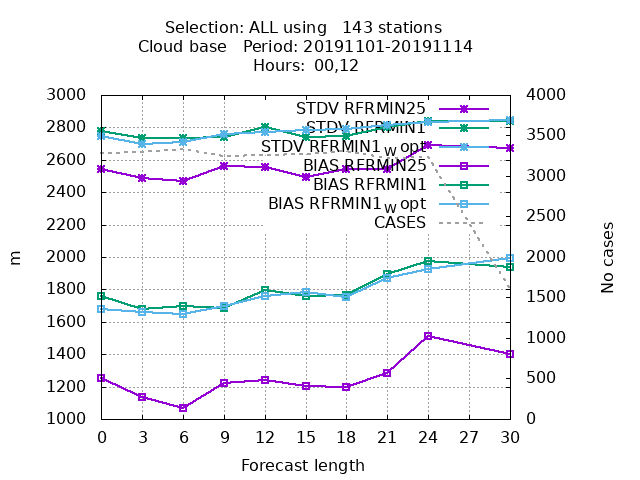 Selection: ALL using   143 stations
Cloud base   Period: 20191101-20191114
Hours:  00,12
3000
2800
2600
2400
2200
2000
1800
1600
1400
1200
1000
m
4000
3500
3000
2500
2000
1500
1000
500
0
No cases
STDV RFRMIN25
STDV RFRMIN1
STDV RFRMIN1_W opt
BIAS RFRMIN25
BIAS RFRMIN1
BIAS RFRMIN1_W opt
CASES
0 3 6 9 12 15 18 21 24 27 30
Forecast length